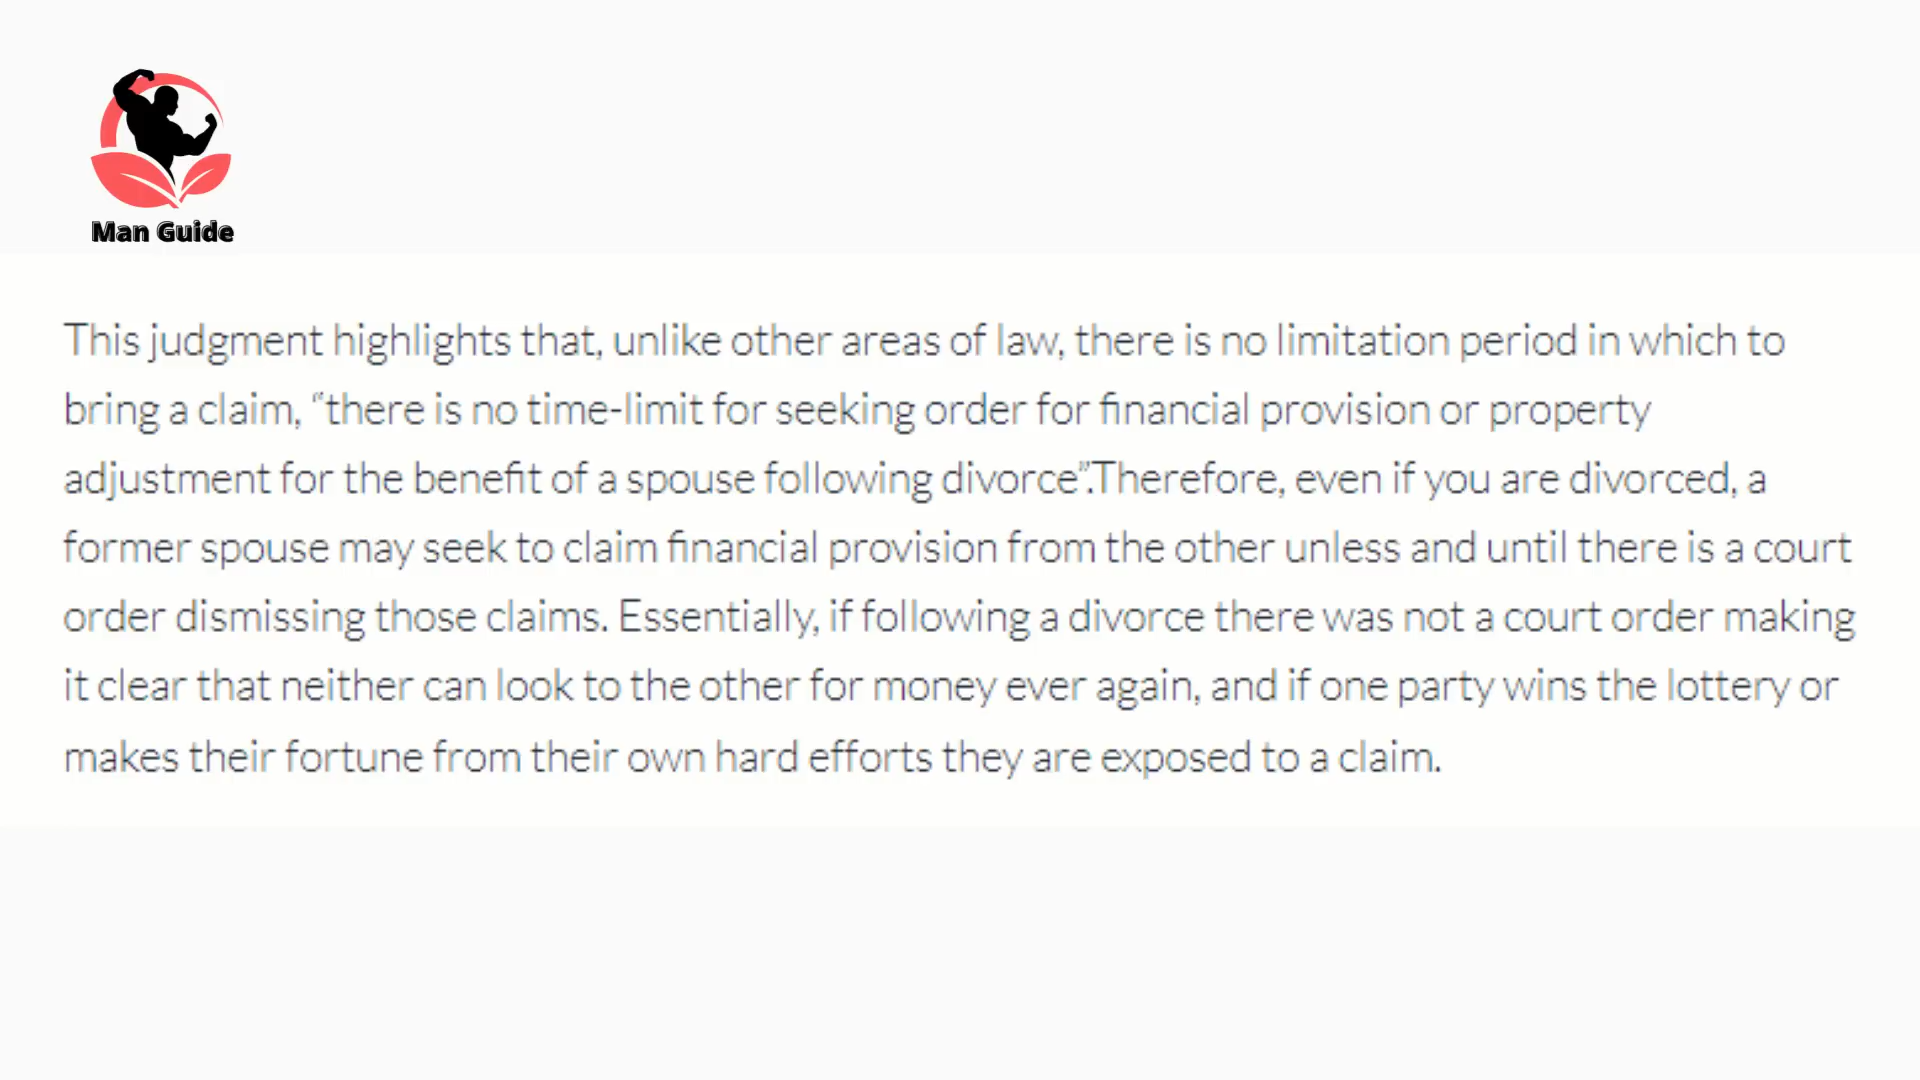 Man Guide
This judgment highlights that, unlike other areas of law, there is no limitation period in which to
bring a claim, “there is no time-limit for seeking order for financial provision or property
adjustment for the benefit of a spouse following divorce”.Therefore, even if you are divorced, a
former spouse may seek to claim financial provision from the other unless and until there is a court
order dismissing those claims. Essentially, if following a divorce there was not a court order making
it clear that neither can look to the other for money ever again, and if one party wins the lottery or
makes their fortune from their own hard efforts they are exposed to a claim.